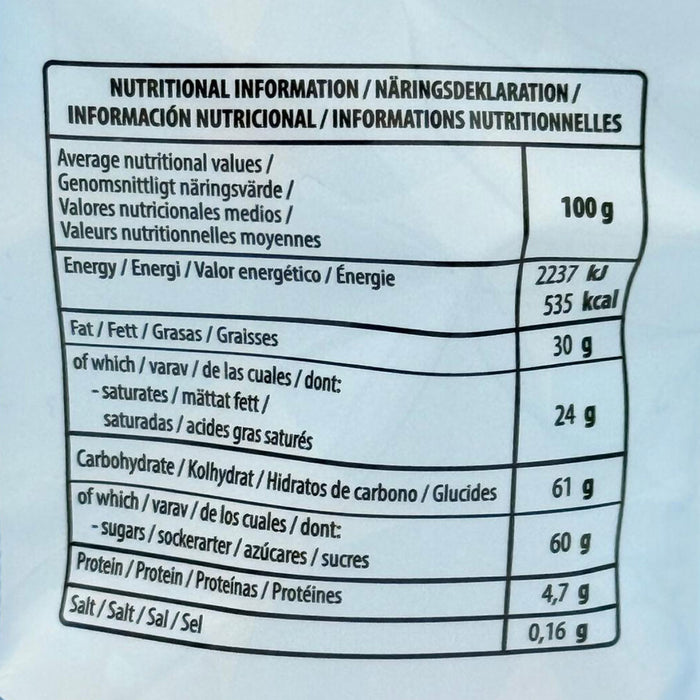 NUTRITIONAL INFORMATION / NÄRINGSDEKLARATION /
INFORMACIÓN NUTRICIONAL / INFORMATIONS NUTRITIONNELLES
Average nutritional values /
Genomsnittligt näringsvärde /
Valores nutricionales medios /
Valeurs nutritionnelles moyennes
100 g
Energy / Energi / Valor energético / Énergie
2237 kJ
535 kcal
Fat / Fett / Grasas / Graisses
30 g
of which / varav / de las cuales / dont:
- saturates / mättat fett /
saturadas / acides gras saturés
24 g
Carbohydrate / Kolhydrat / Hidratos de carbono / Glucides
61 g
of which / varav / de los cuales / dont:
- sugars / sockerarter / azúcares / sucres
60 g
Protein / Protein / Proteínas / Protéines
4,7 g
Salt / Salt / Sal / Sel
0,16 g